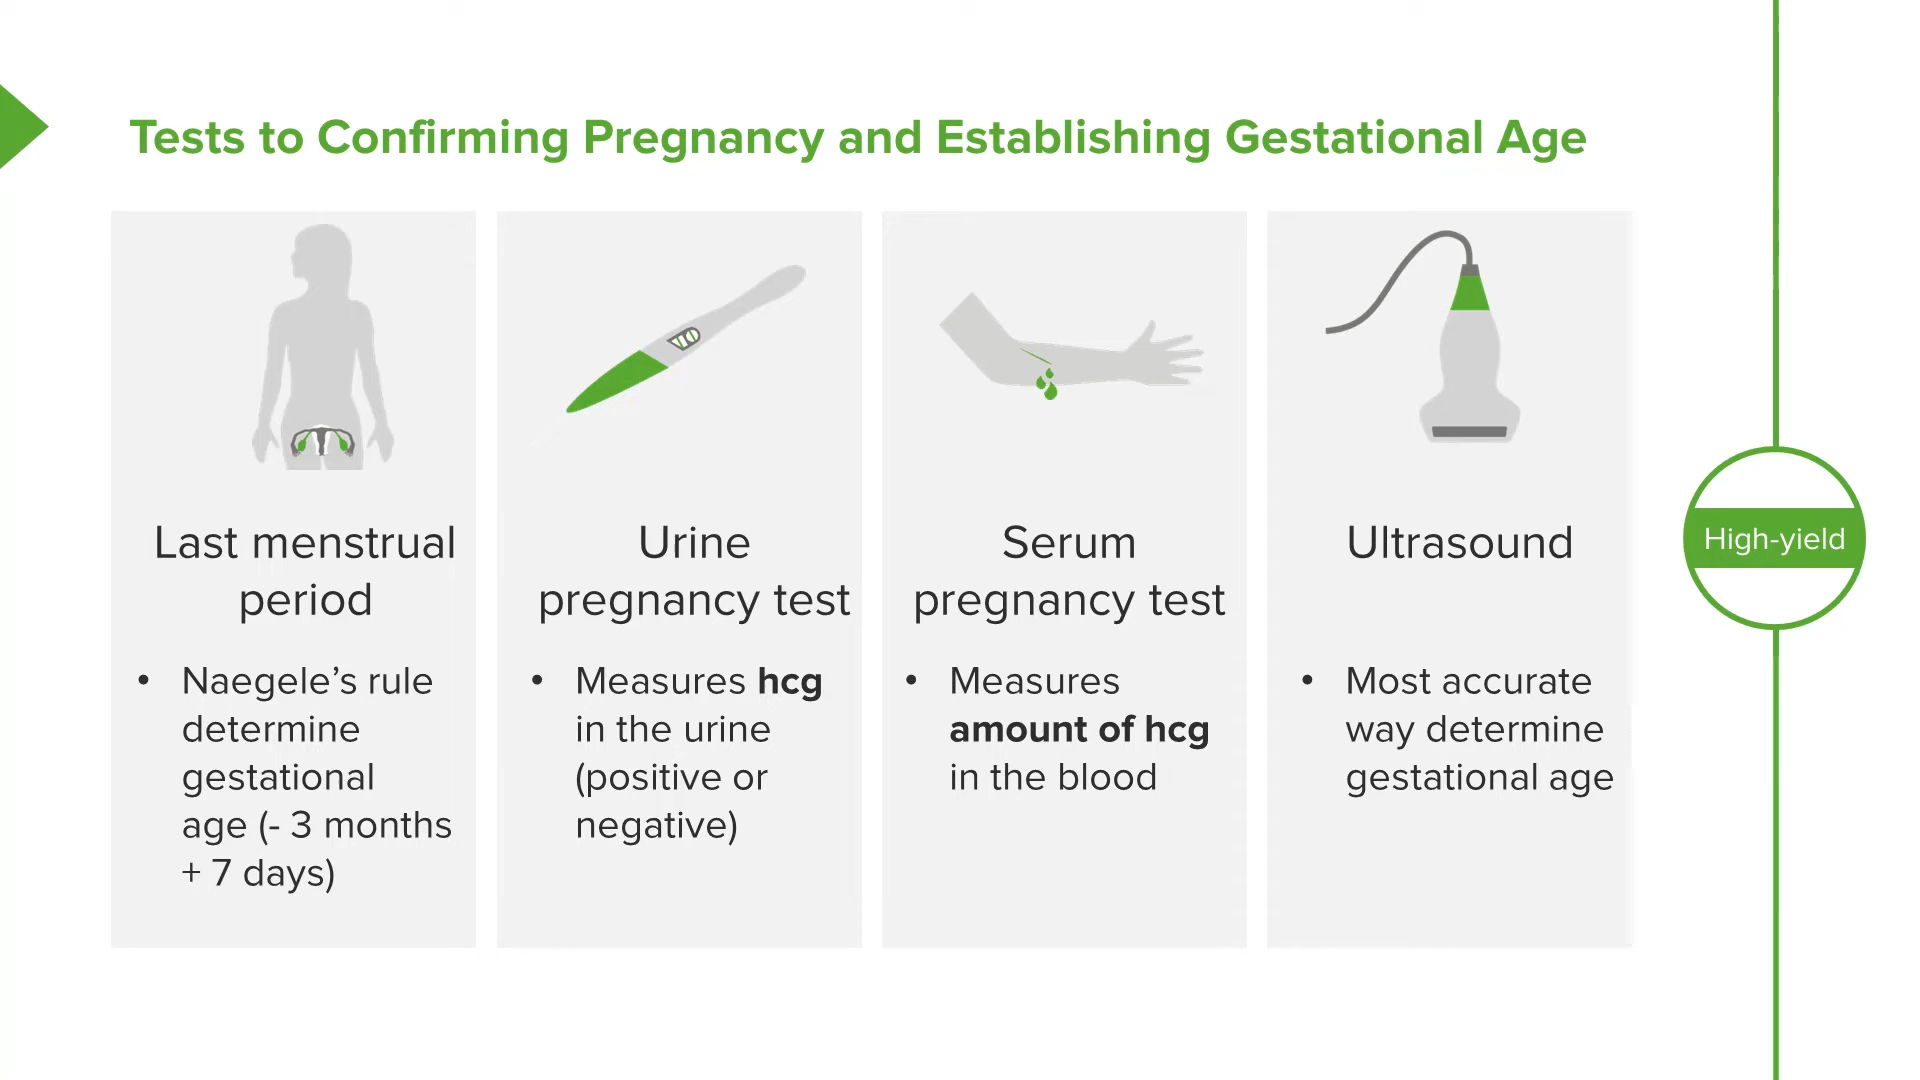 Tests to Confirming Pregnancy and Establishing Gestational Age
Last menstrual
period
• Naegele’s rule
determine
gestational
age (- 3 months
+ 7 days)
Urine
pregnancy test
• Measures hcg
in the urine
(positive or
negative)
Serum
pregnancy test
• Measures
amount of hcg
in the blood
Ultrasound
• Most accurate
way determine
gestational age
High-yield